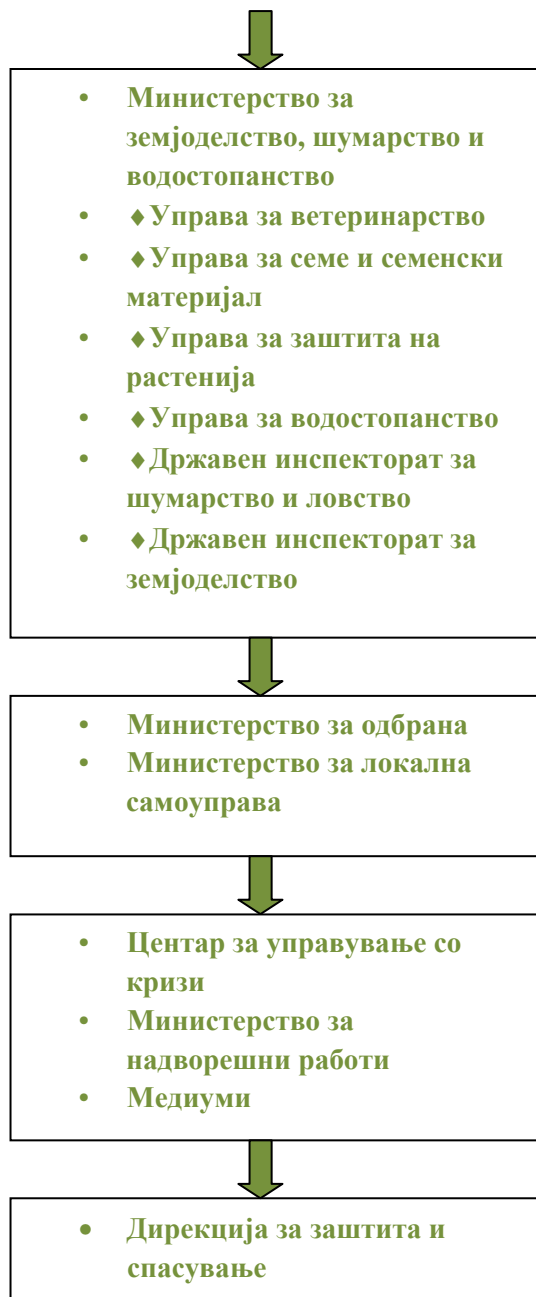 • Министерство за
земјоделство, шумарство и
водостопанство
• ♦Управа за ветеринарство
• ♦Управа за семе и семенски
материјал
• ♦Управа за заштита на
растенија
• ♦Управа за водостопанство
• ♦Државен инспекторат за
шумарство и ловство
• ♦Државен инспекторат за
земјоделство
• Министерство за одбрана
• Министерство за локална
самоуправа
• Центар за управување со
кризи
• Министерство за
надворешни работи
• Медиуми
• Дирекција за заштита и
спасување